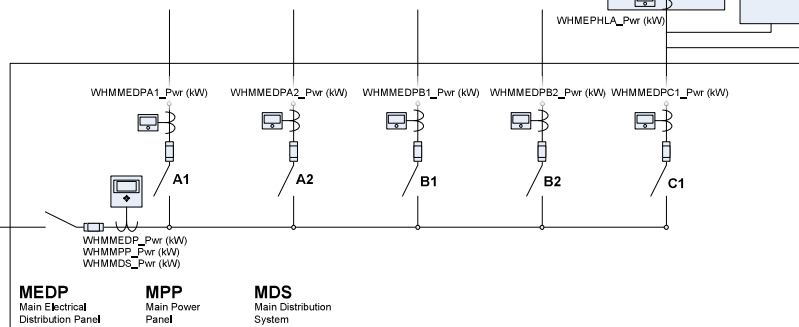 WHMEPHLA_Pwr (kW)
WHMMEDPA1_Pwr (kW) WHMMEDPA2_Pwr (kW) WHMMEDPB1_Pwr (kW) WHMMEDPB2_Pwr (kW) WHMMEDPC1_Pwr (kW)
A1 A2 B1 B2 C1
WHMMEDP_Pwr (kW)
WHMMPP_Pwr (kW)
WHMMDS_Pwr (kW)
MEDP MPP MDS
Main Electrical Main Power Main Distribution
Distribution Panel Panel System